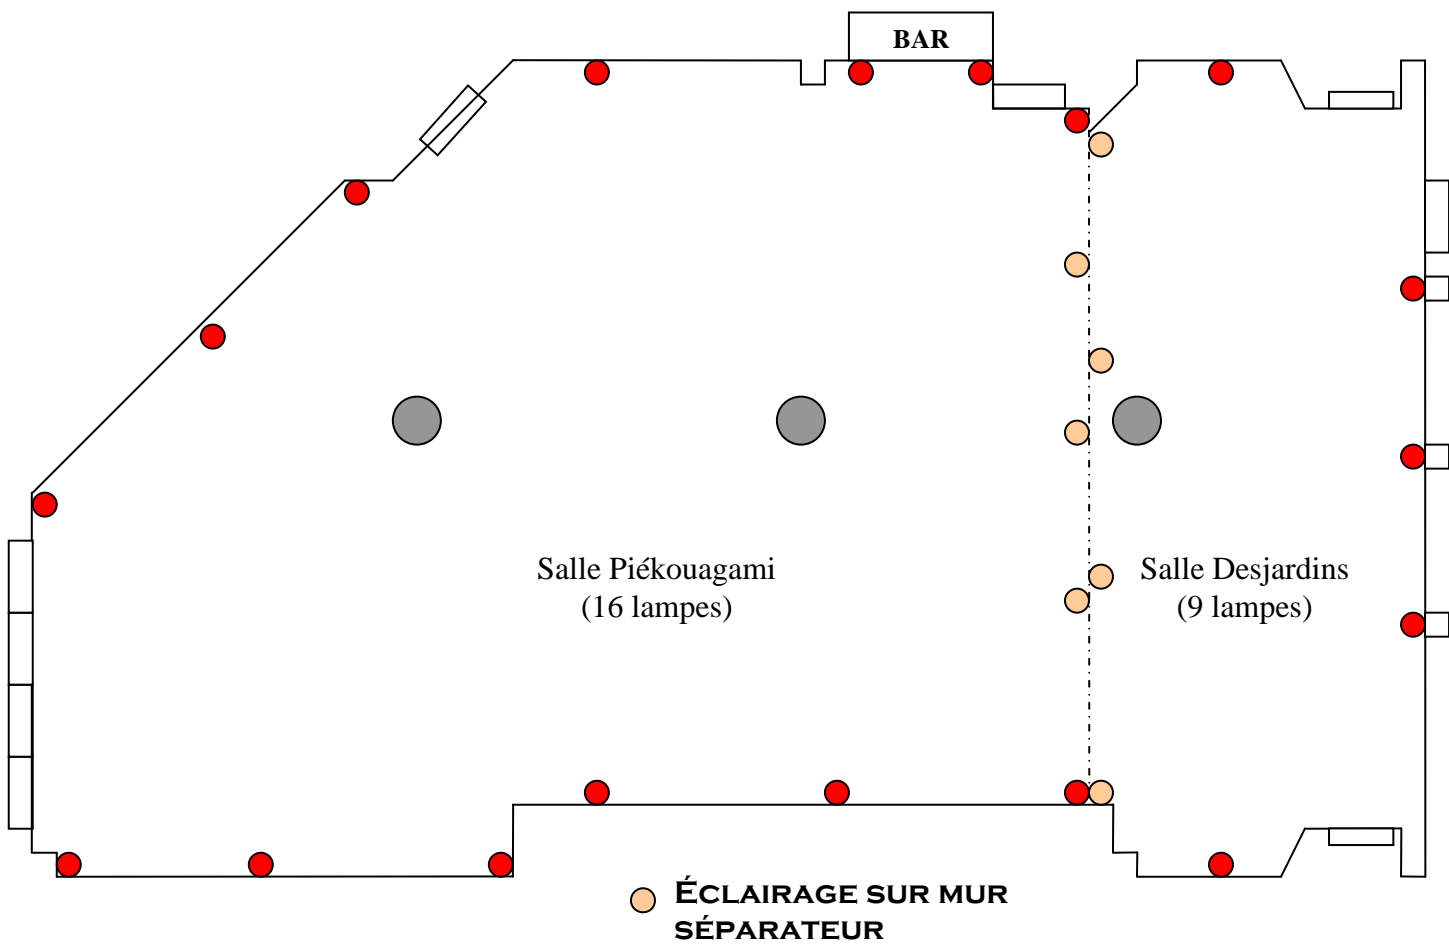 BAR
Salle Piékouagami
(16 lampes)
Salle Desjardins
(9 lampes)
ÉCLAIRAGE SUR MUR
SÉPARATEUR